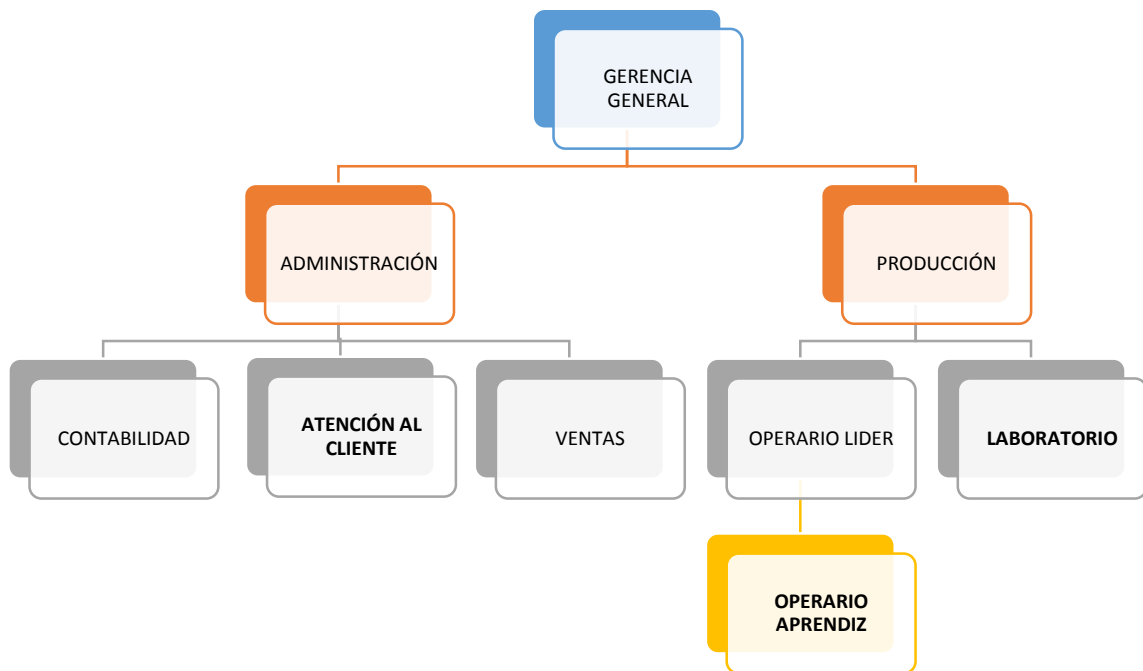 GERENCIA
GENERAL
ADMINISTRACIÓN
PRODUCCIÓN
CONTABILIDAD
ATENCIÓN AL
CLIENTE
VENTAS
OPERARIO LIDER
LABORATORIO
OPERARIO
APRENDIZ